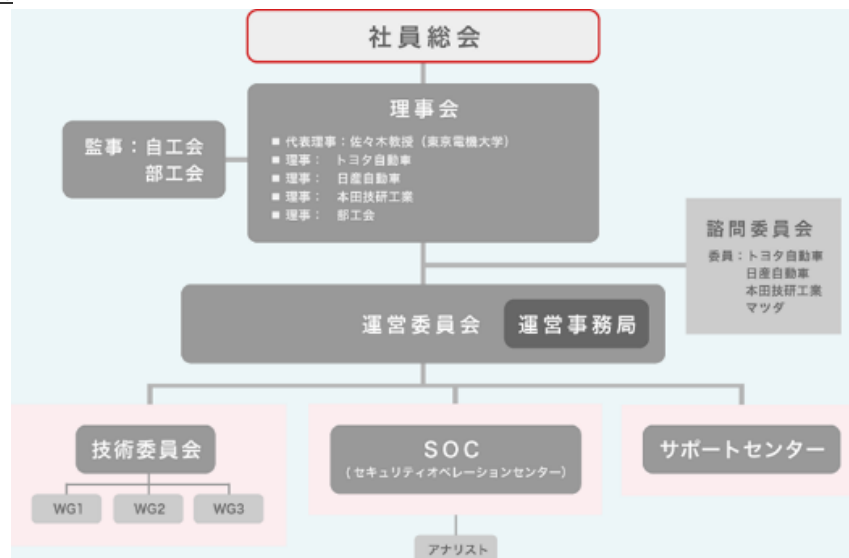 社員総会
理事会
■ 代表理事：佐々木教授（東京電機大学）
■ 理事： トヨタ自動車
■ 理事： 日産自動車
■ 理事： 本田技研工業
■ 理事： 部工会
監事：自工会
部工会
諮問委員会
委員：トヨタ自動車
日産自動車
本田技研工業
マツダ
運営委員会
運営事務局
技術委員会
WG1
WG2
WG3
SOC
（セキュリティオペレーションセンター）
アナリスト
サポートセンター